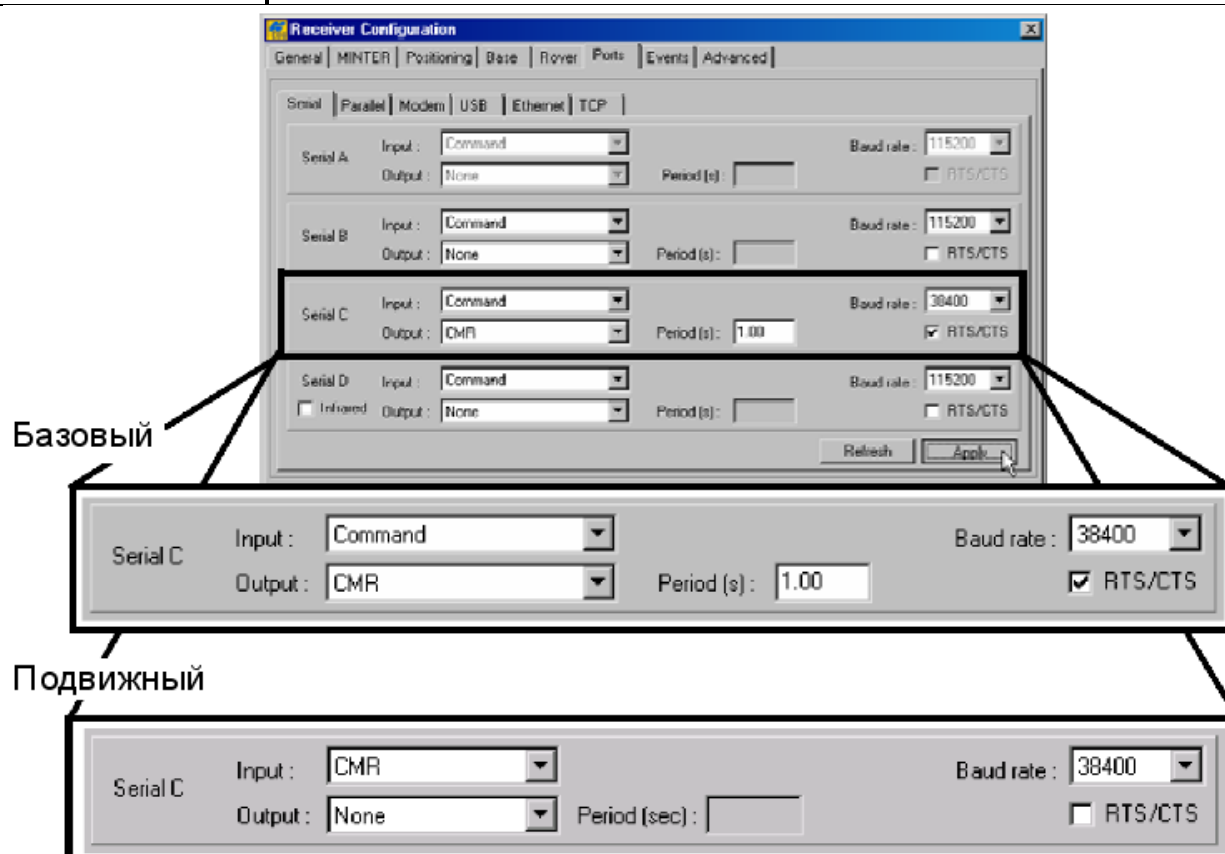 Receiver Configuration
General MINTER Positioning Base Rover Ports Events Advanced
Serial Parallel Modem USB Ethernet TCP
Serial A Input : Command Baud rate : 115200
Output : None Period (s) : RTS/CTS
Serial B Input : Command Baud rate : 115200
Output : None Period (s) : RTS/CTS
Serial C Input : Command Baud rate : 38400
Output : CMR Period (s) : 1.00 RTS/CTS
Serial D Input : Command Baud rate : 115200
Infrared Output : None Period (s) : RTS/CTS
Refresh Apply
Базовый
Serial C Input : Command Baud rate : 38400
Output : CMR Period (s) : 1.00 RTS/CTS
Подвижный
Serial C Input : CMR Baud rate : 38400
Output : None Period (sec) : RTS/CTS